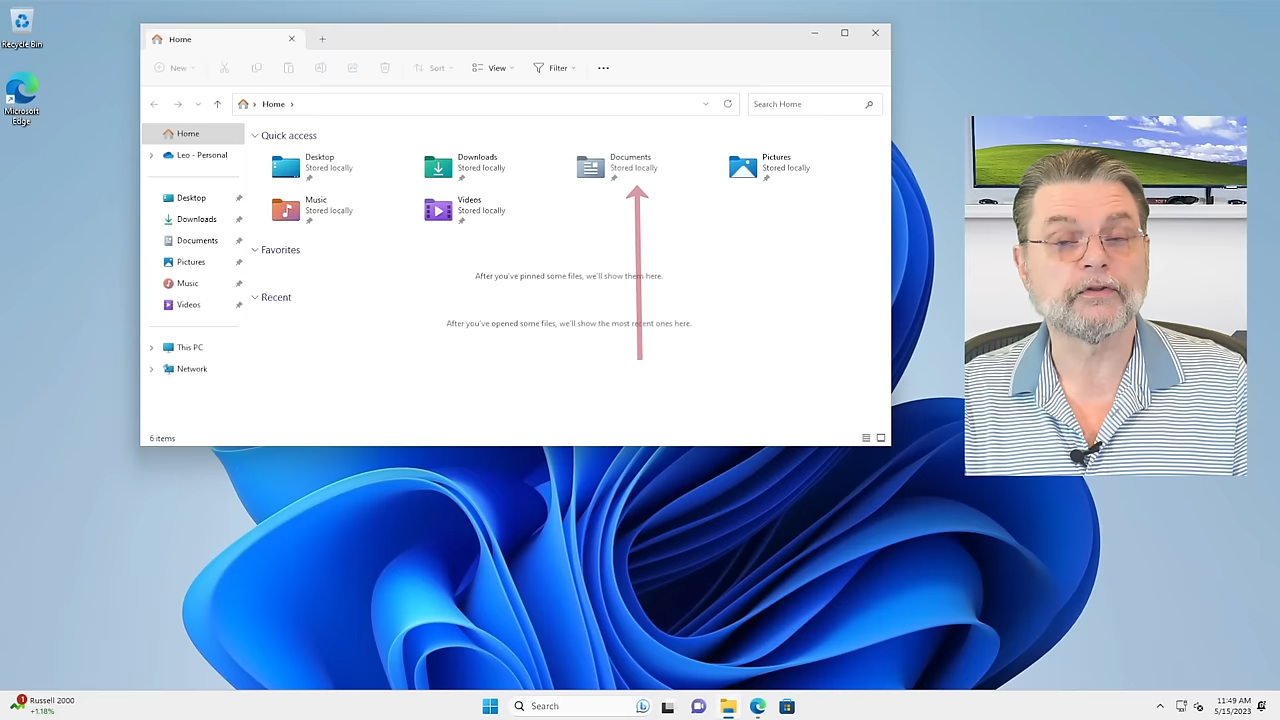 Recycle Bin
Microsoft
Edge
Home
New
Sort
View
Filter
Home
Search Home
Home
Leo - Personal
Desktop
Downloads
Documents
Pictures
Music
Videos
This PC
Network
Quick access
Desktop
Stored locally
Downloads
Stored locally
Documents
Stored locally
Pictures
Stored locally
Music
Stored locally
Videos
Stored locally
Favorites
After you've pinned some files, we'll show them here.
Recent
After you've opened some files, we'll show the most recent ones here.
6 items
1
Russell 2000
+1.18%
Search
11:49 AM
5/15/2023